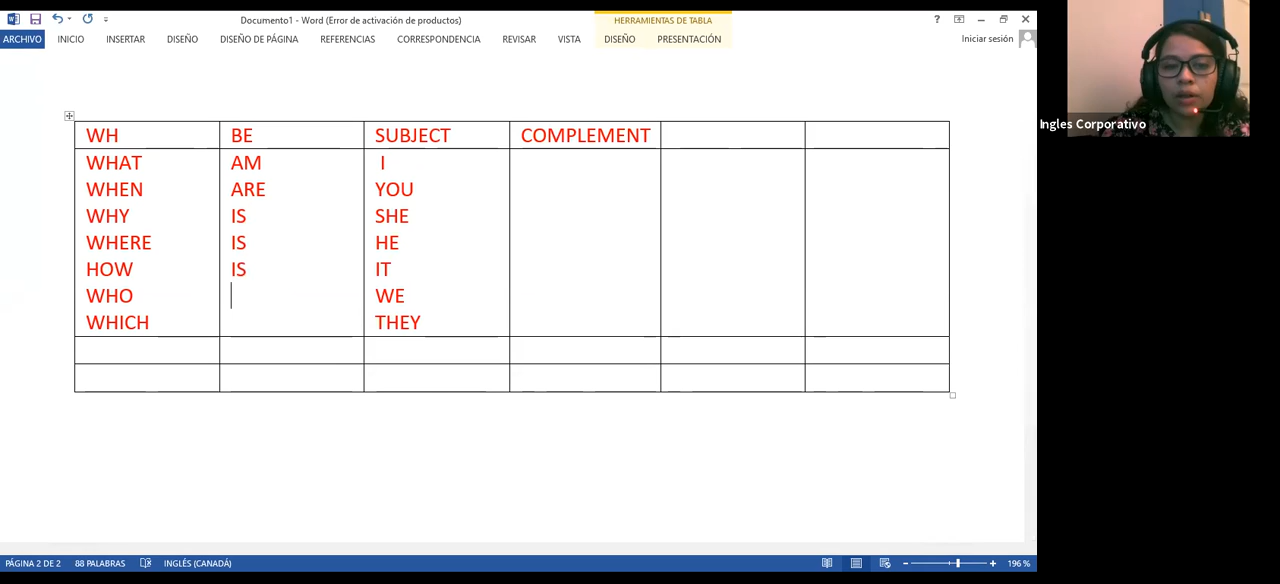 Documento1 - Word (Error de activación de productos)
HERRAMIENTAS DE TABLA
?
ARCHIVO INICIO INSERTAR DISEÑO DISEÑO DE PÁGINA REFERENCIAS CORRESPONDENCIA REVISAR VISTA DISEÑO PRESENTACIÓN Iniciar sesión
Ingles Corporativo
WH BE SUBJECT COMPLEMENT
WHAT AM I
WHEN ARE YOU
WHY IS SHE
WHERE IS HE
HOW IS IT
WHO WE
WHICH THEY
PÁGINA 2 DE 2 88 PALABRAS INGLÉS (CANADÁ) 196 %